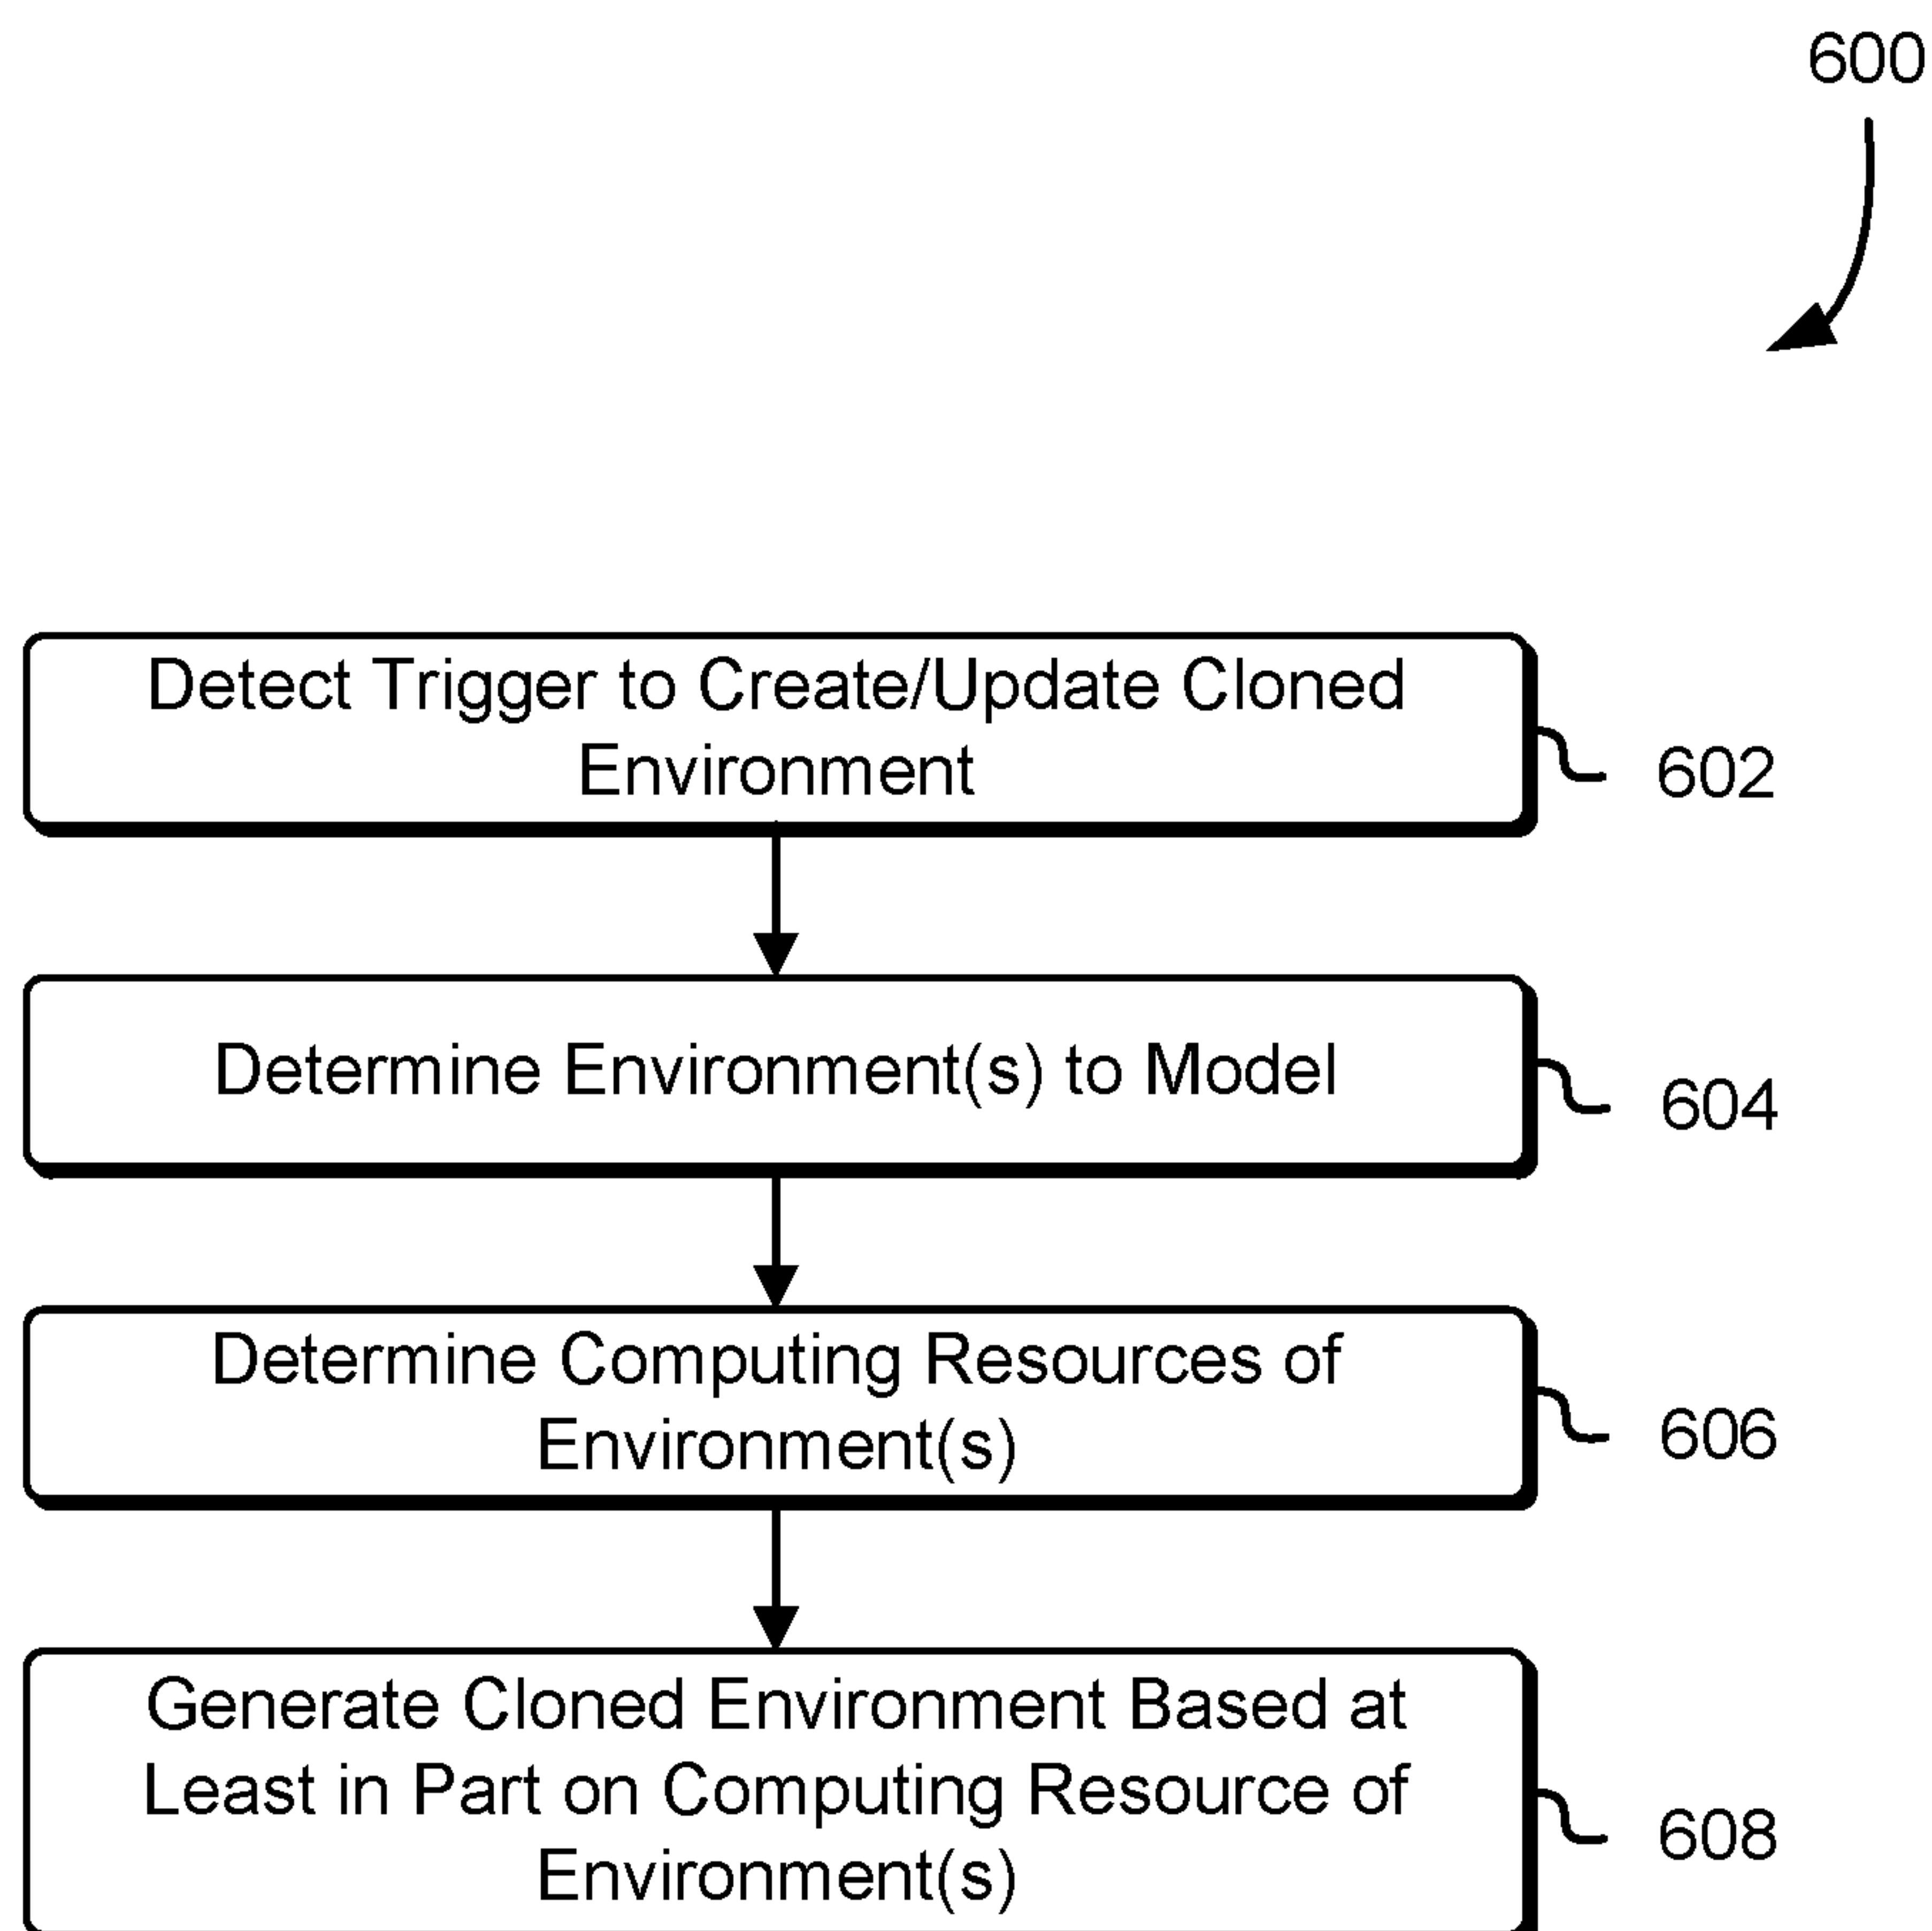 600
Detect Trigger to Create/Update Cloned
Environment
602
Determine Environment(s) to Model
604
Determine Computing Resources of
Environment(s)
606
Generate Cloned Environment Based at
Least in Part on Computing Resource of
Environment(s)
608